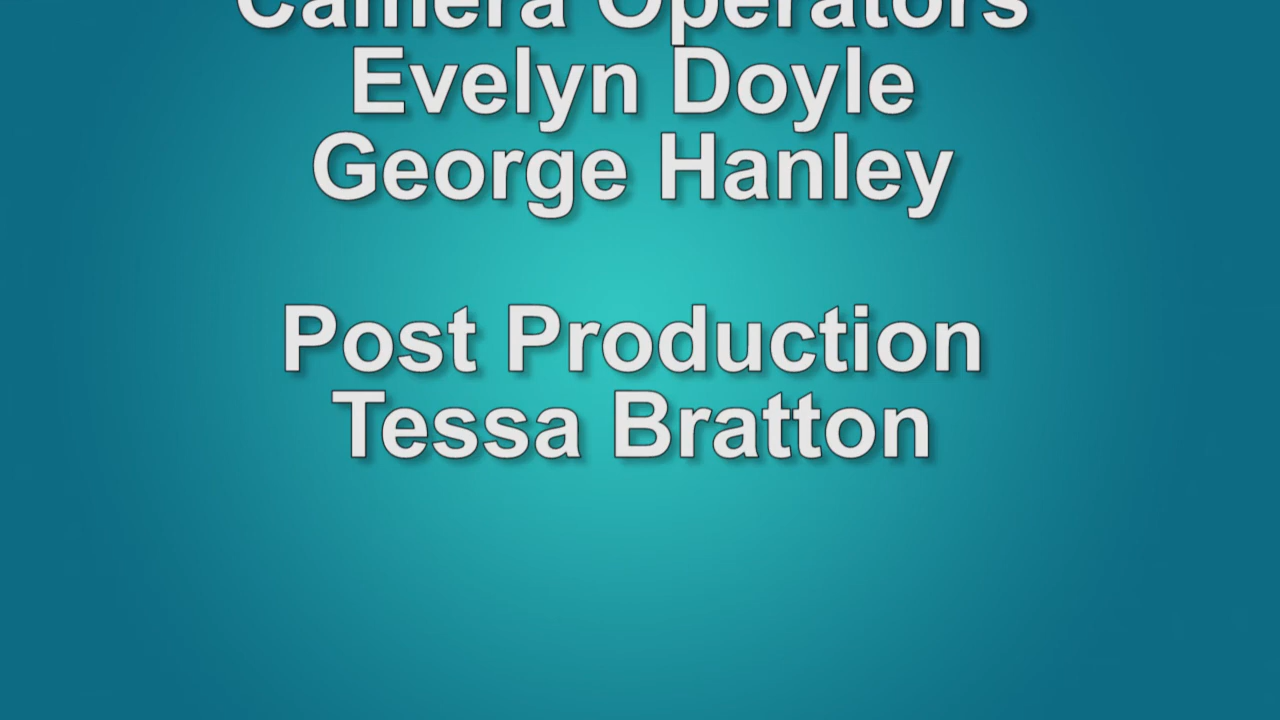 Camera Operators
Evelyn Doyle
George Hanley
Post Production
Tessa Bratton